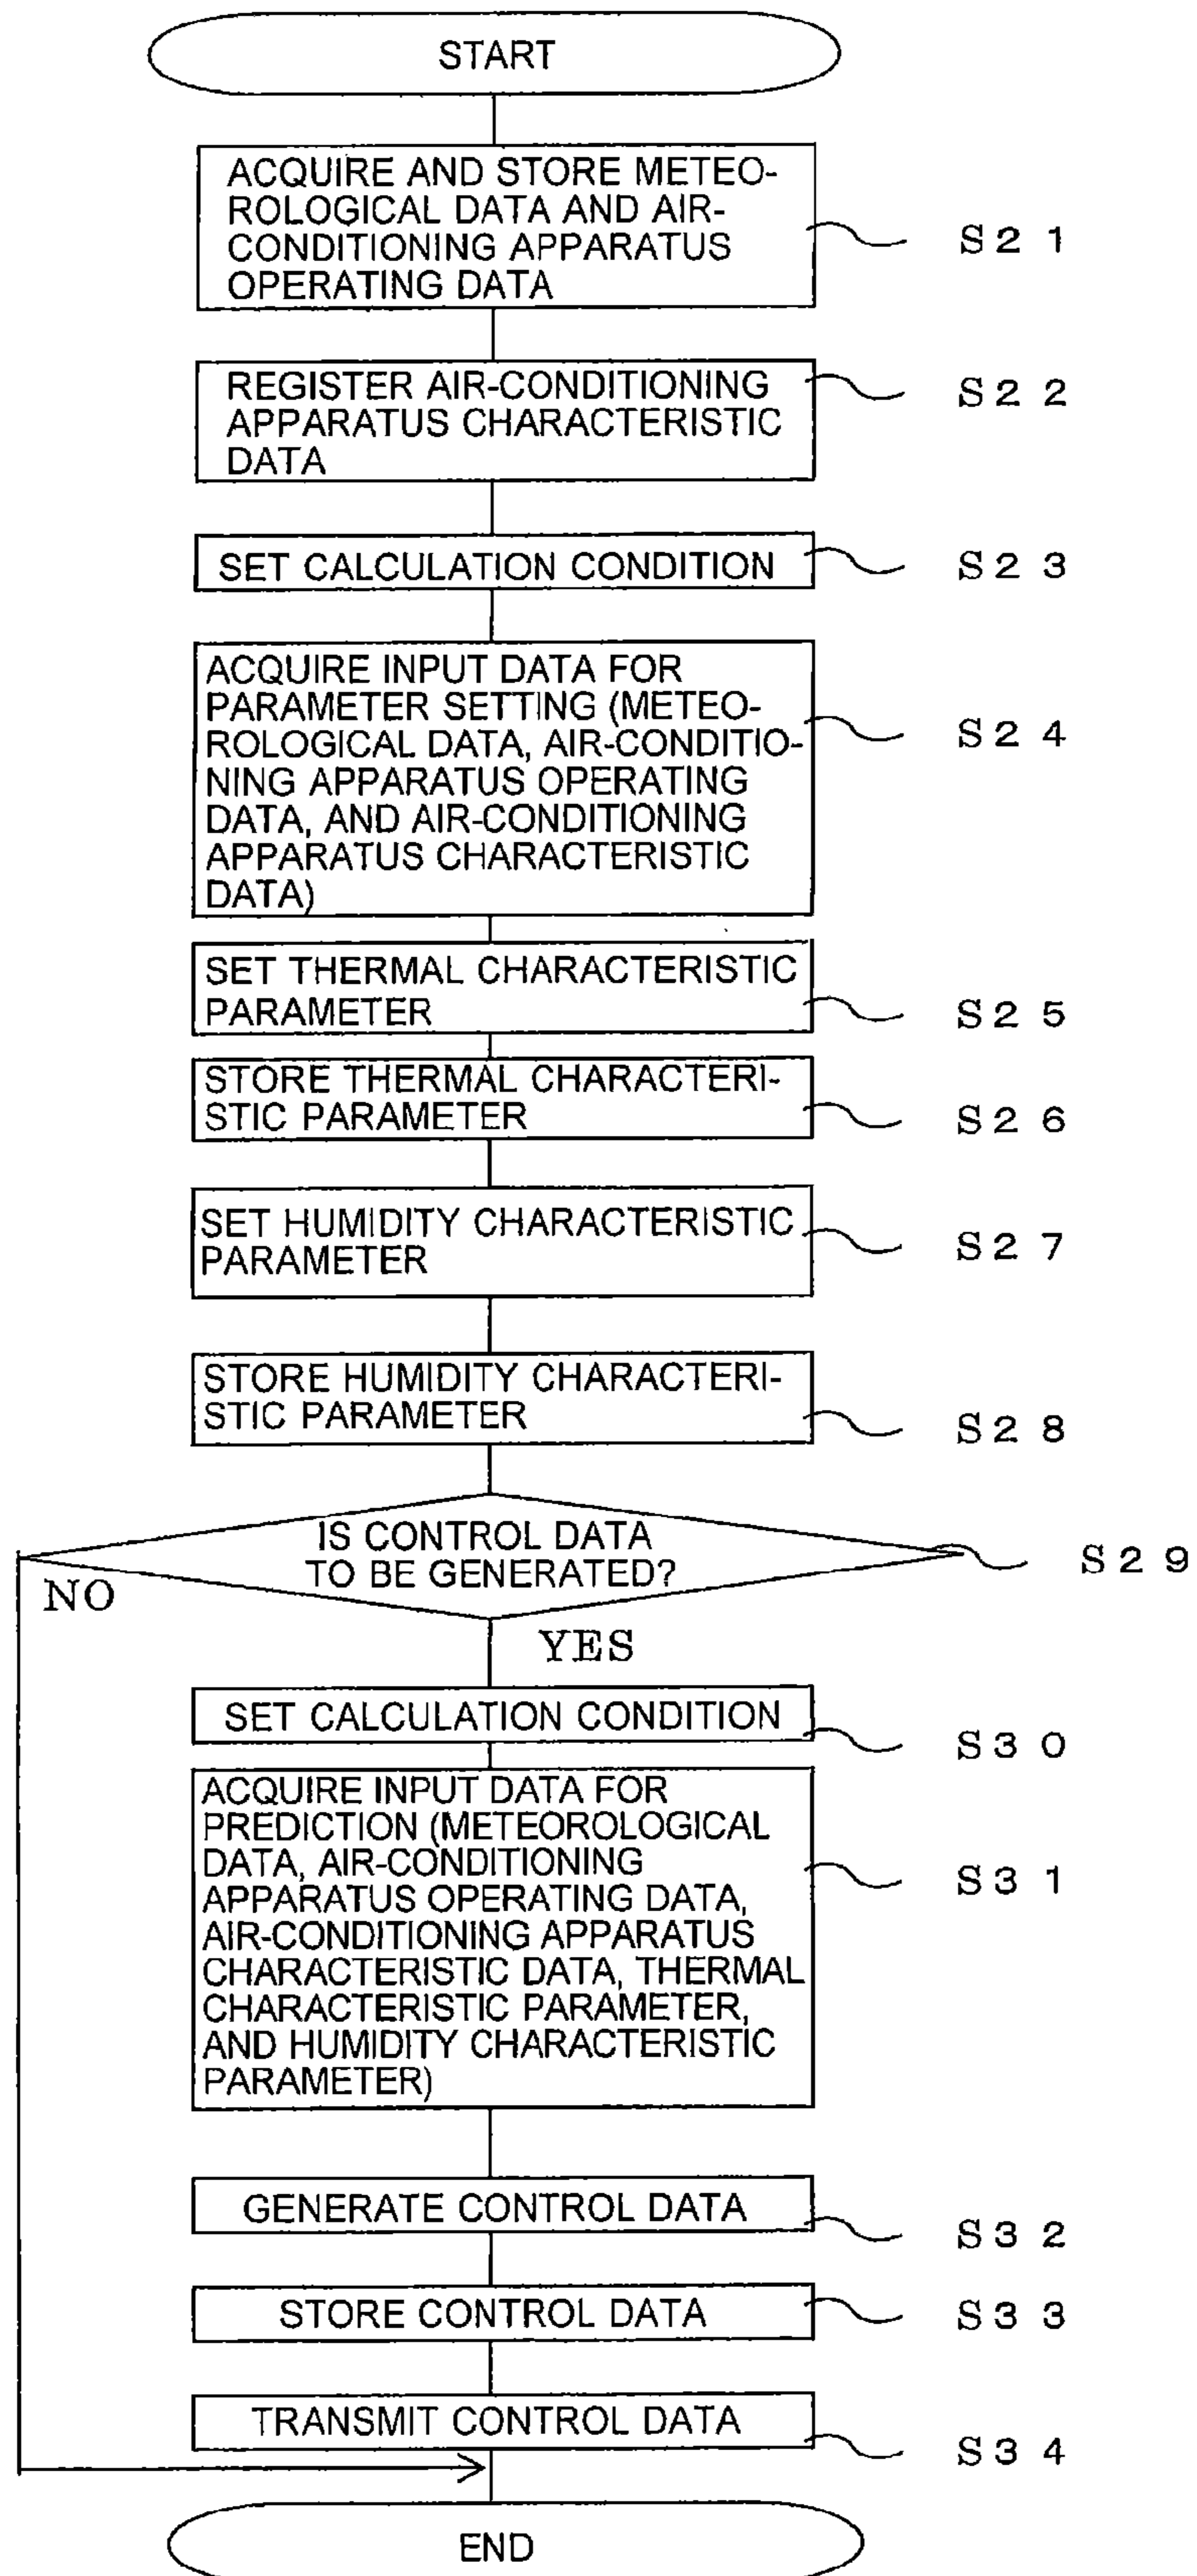 START
ACQUIRE AND STORE METEO-
ROLOGICAL DATA AND AIR-
CONDITIONING APPARATUS
OPERATING DATA
S21
REGISTER AIR-CONDITIONING
APPARATUS CHARACTERISTIC
DATA
S22
SET CALCULATION CONDITION
S23
ACQUIRE INPUT DATA FOR
PARAMETER SETTING (METEO-
ROLOGICAL DATA, AIR-CONDITIO-
NING APPARATUS OPERATING
DATA, AND AIR-CONDITIONING
APPARATUS CHARACTERISTIC
DATA)
S24
SET THERMAL CHARACTERISTIC
PARAMETER
S25
STORE THERMAL CHARACTERI-
STIC PARAMETER
S26
SET HUMIDITY CHARACTERISTIC
PARAMETER
S27
STORE HUMIDITY CHARACTERI-
STIC PARAMETER
S28
IS CONTROL DATA
TO BE GENERATED?
S29
NO
YES
SET CALCULATION CONDITION
S30
ACQUIRE INPUT DATA FOR
PREDICTION (METEOROLOGICAL
DATA, AIR-CONDITIONING
APPARATUS OPERATING DATA,
AIR-CONDITIONING APPARATUS
CHARACTERISTIC DATA, THERMAL
CHARACTERISTIC PARAMETER,
AND HUMIDITY CHARACTERISTIC
PARAMETER)
S31
GENERATE CONTROL DATA
S32
STORE CONTROL DATA
S33
TRANSMIT CONTROL DATA
S34
END